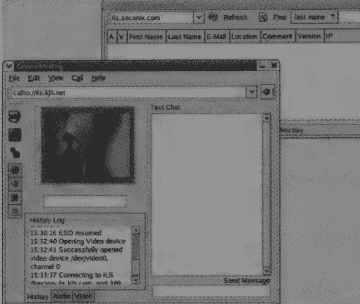 ils.seconix.com
Refresh
Find
last name
A V First Name Last Name E-Mail Location Comment Version IP
GnomeMeeting
File Edit View Call Help
callto://ils.kjh.net
Text Chat
History Log
15:30:16 ESD resumed
15:32:40 Opening Video device
15:32:41 Successfully opened
video device /dev/video0,
channel 0
15:33:37 Connecting to ILS
Send Message
History Audio Video